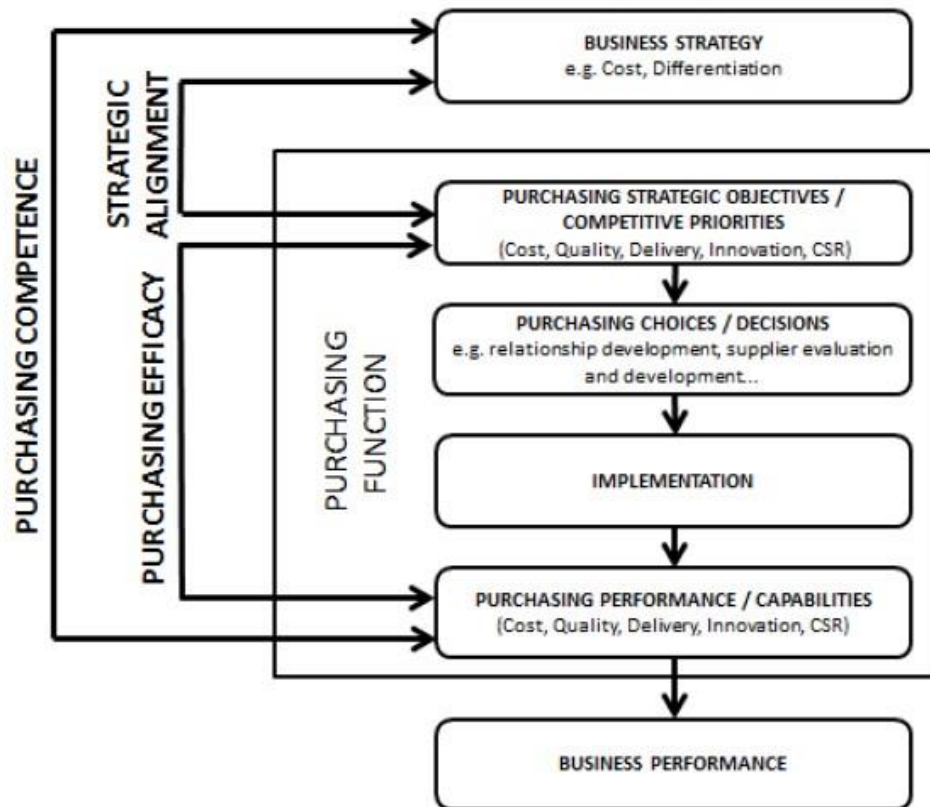 BUSINESS STRATEGY
e.g. Cost, Differentiation
STRATEGIC
ALIGNMENT
PURCHASING COMPETENCE
PURCHASING STRATEGIC OBJECTIVES /
COMPETITIVE PRIORITIES
(Cost, Quality, Delivery, Innovation, CSR)
PURCHASING EFFICACY
PURCHASING
FUNCTION
PURCHASING CHOICES / DECISIONS
e.g. relationship development, supplier evaluation
and development...
IMPLEMENTATION
PURCHASING PERFORMANCE / CAPABILITIES
(Cost, Quality, Delivery, Innovation, CSR)
BUSINESS PERFORMANCE